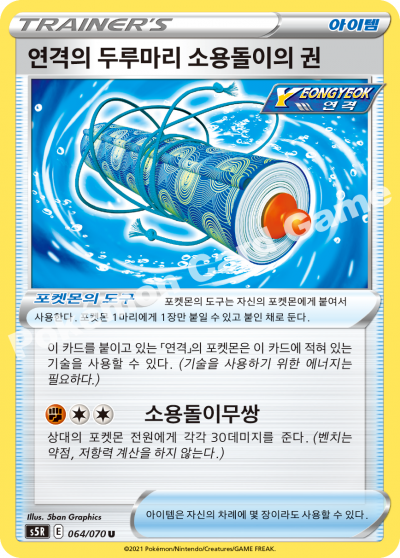 TRAINER'S
아이템
연격의 두루마리 소용돌이의 권
YEONGYEOK
연격
포켓몬의 도구
포켓몬의 도구는 자신의 포켓몬에게 붙여서
사용한다. 포켓몬 1마리에게 1장만 붙일 수 있고 붙인 채로 둔다.
이 카드를 붙이고 있는 「연격」의 포켓몬은 이 카드에 적혀 있는
기술을 사용할 수 있다. (기술을 사용하기 위한 에너지는
필요하다.)
소용돌이무쌍
상대의 포켓몬 전원에게 각각 30데미지를 준다. (벤치는
약점, 저항력 계산을 하지 않는다.)
Illus. 5ban Graphics
s5R E 064/070 U
아이템은 자신의 차례에 몇 장이라도 사용할 수 있다.
©2021 Pokémon/Nintendo/Creatures/GAME FREAK.
Pokémon Card Game